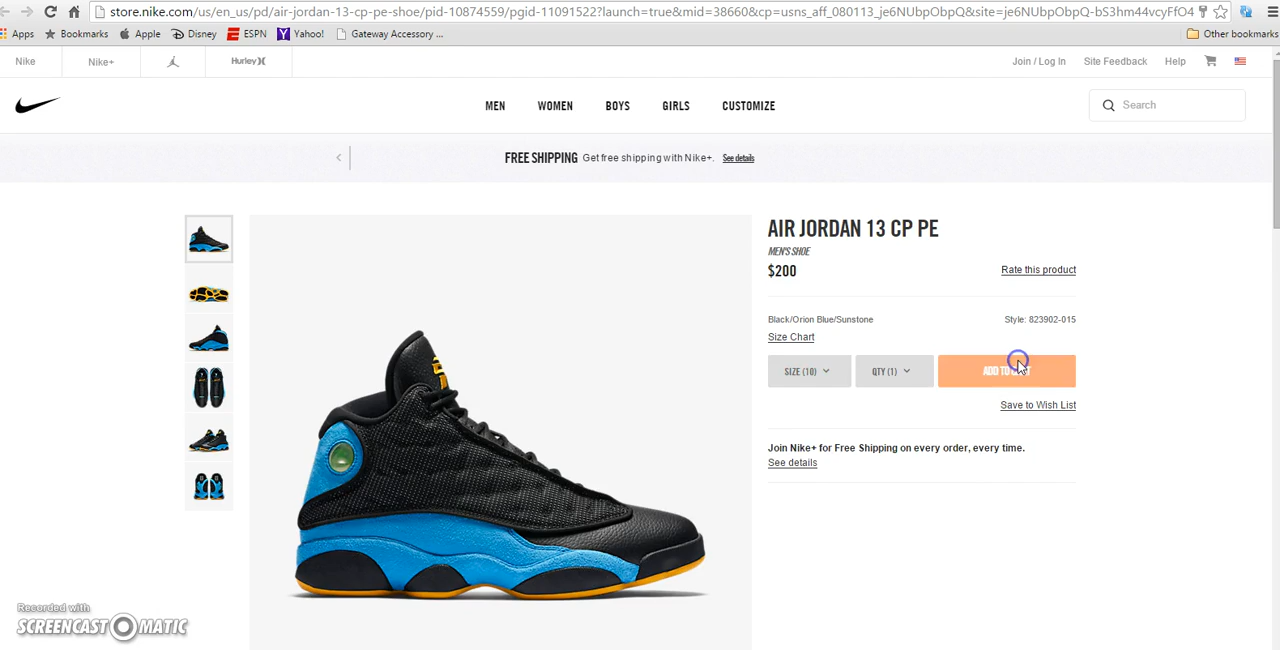 store.nike.com/us/en_us/pd/air-jordan-13-cp-pe-shoe/pid-10874559/pgid-11091522?launch=true&mid=38660&cp=usns_aff_080113_je6NUbpObpQ&site=je6NUbpObpQ-bS3hm44vcyFfO4
Apps Bookmarks Apple Disney ESPN Yahoo! Gateway Accessory ... Other bookmarks
Nike Nike+ Hurley Join / Log In Site Feedback Help
MEN WOMEN BOYS GIRLS CUSTOMIZE Search
FREE SHIPPING Get free shipping with Nike+. See details
AIR JORDAN 13 CP PE
MEN'S SHOE
$200 Rate this product
Black/Orion Blue/Sunstone Style: 823902-015
Size Chart
SIZE (10) QTY (1) ADD TO CART
Save to Wish List
Join Nike+ for Free Shipping on every order, every time.
See details
Recorded with
SCREENCAST-O-MATIC